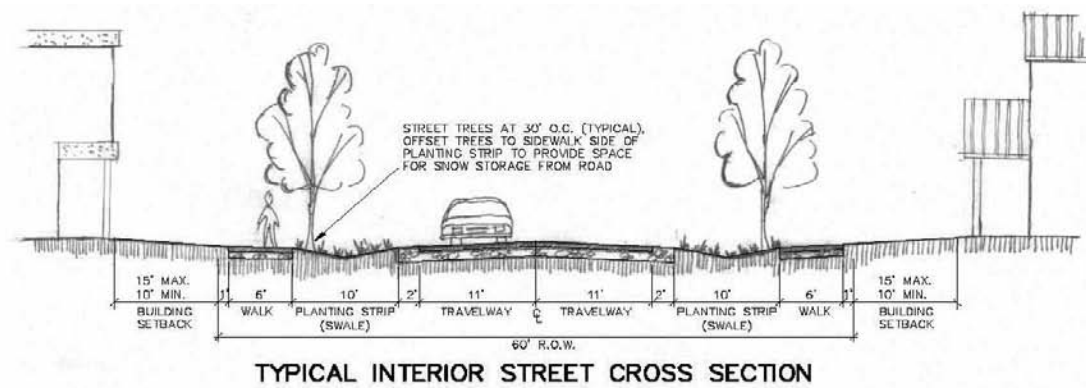 STREET TREES AT 30' O.C. (TYPICAL).
OFFSET TREES TO SIDEWALK SIDE OF
PLANTING STRIP TO PROVIDE SPACE
FOR SNOW STORAGE FROM ROAD
15' MAX.
10' MIN.
BUILDING
SETBACK
1'
6'
WALK
10'
PLANTING STRIP
(SWALE)
2'
11'
TRAVELWAY
℄
11'
TRAVELWAY
2'
10'
PLANTING STRIP
(SWALE)
6'
WALK
1'
15' MAX.
10' MIN.
BUILDING
SETBACK
60' R.O.W.
TYPICAL INTERIOR STREET CROSS SECTION